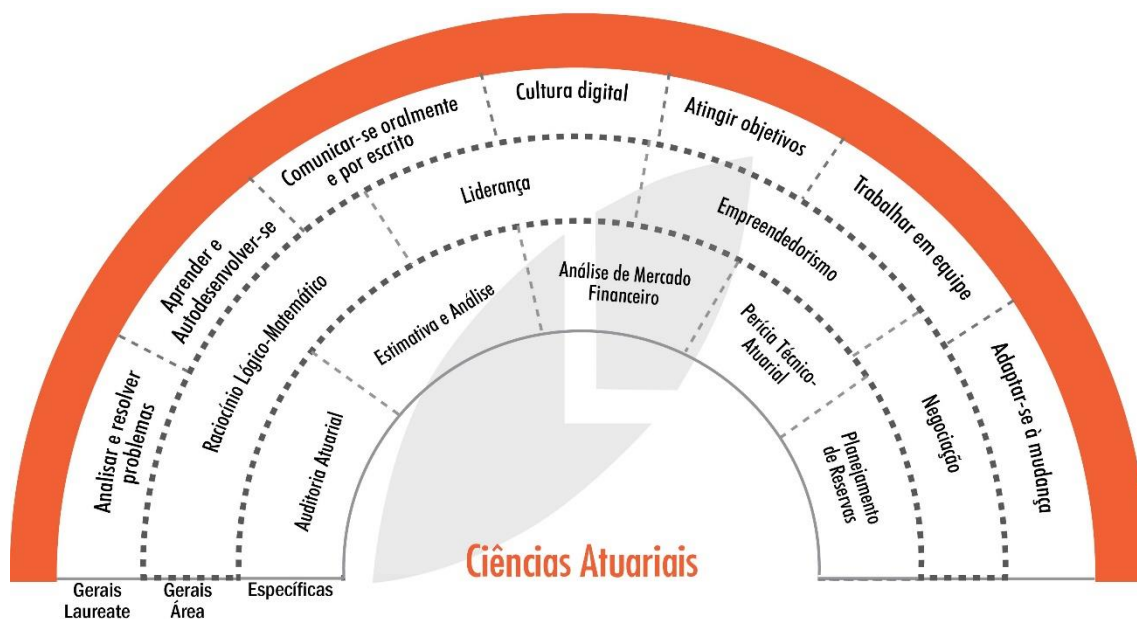 Analisar e resolver
problemas
Aprender e
Autodesenvolver-se
Comunicar-se oralmente
e por escrito
Cultura digital
Atingir objetivos
Trabalhar em equipe
Adaptar-se à mudança
Raciocínio Lógico-Matemático
Liderança
Empreendedorismo
Negociação
Auditoria Atuarial
Estimativa e Análise
Análise de Mercado
Financeiro
Perícia Técnico-
Atuarial
Planejamento
de Reservas
Ciências Atuariais
Gerais
Laureate
Gerais
Área
Específicas